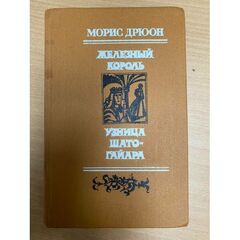 МОРИС ДРЮОН
ЖЕЛЕЗНЫЙ
КОРОЛЬ
УЗНИЦА
ШАТО-
ГАЙАРА